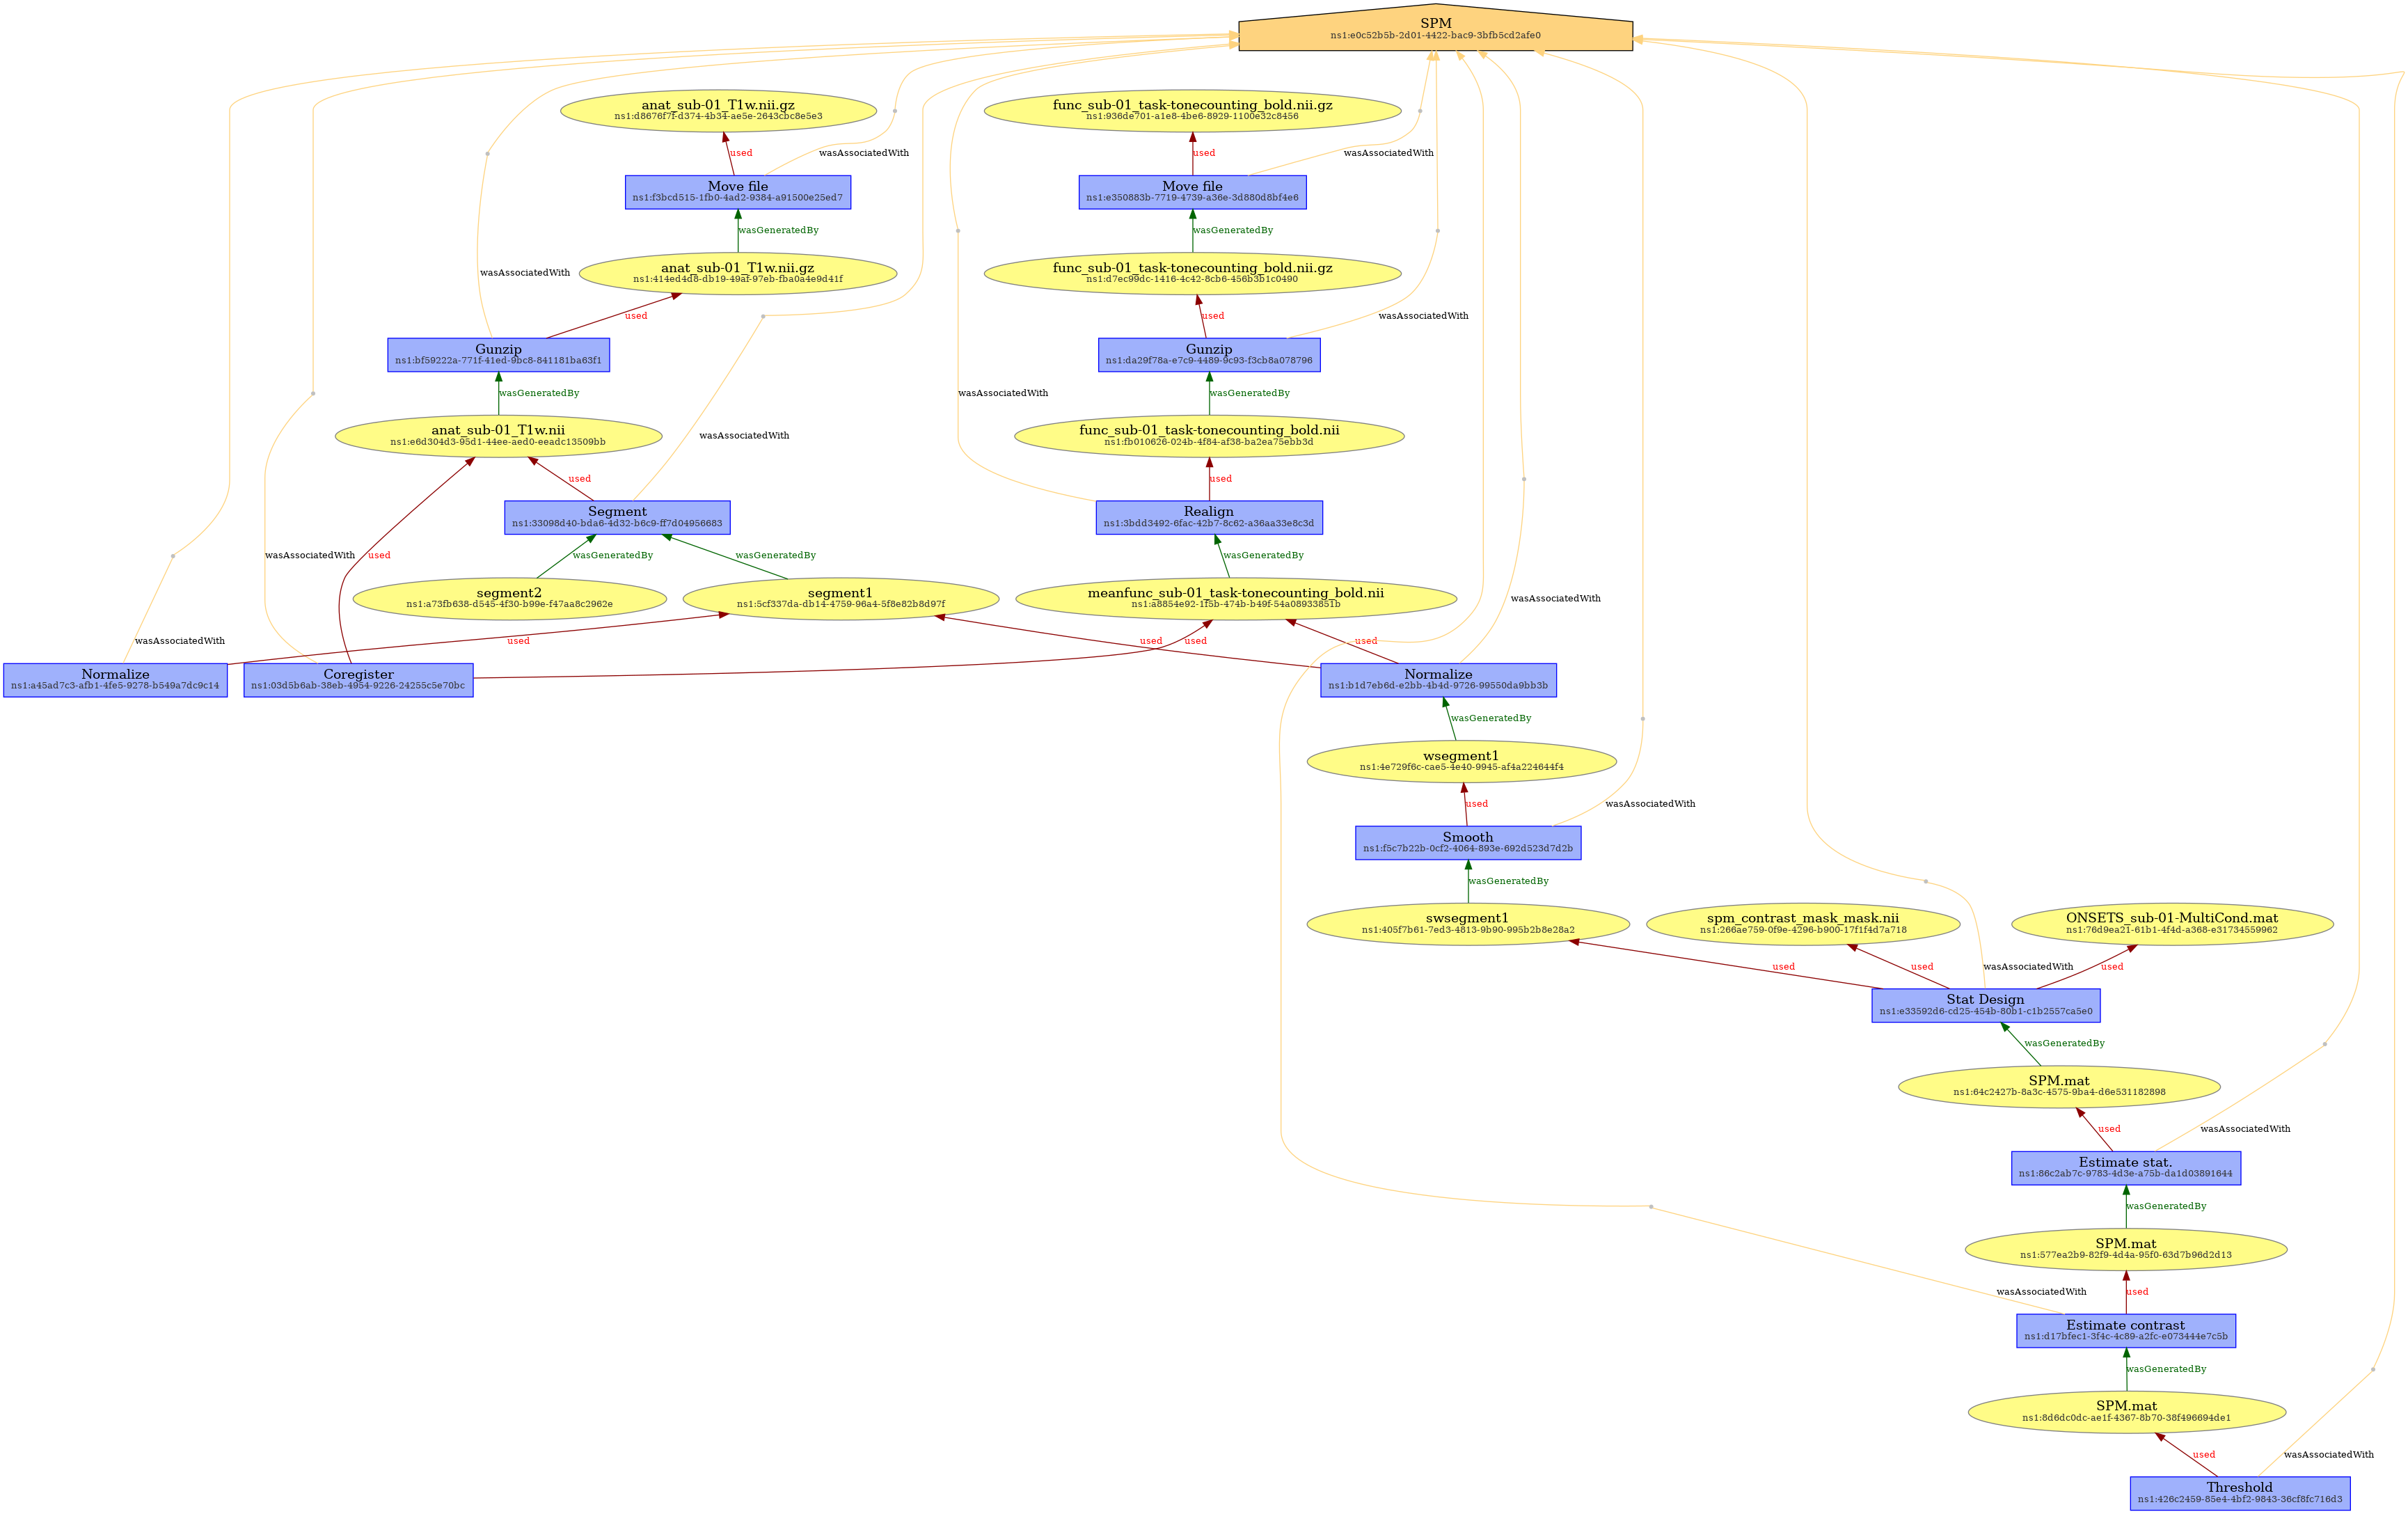 SPM
ns1:e0c52b5b-2d01-4422-bac9-3bfb5cd2afe0
anat_sub-01_T1w.nii.gz
ns1:d8676f7f-d374-4b34-ae5e-2643cbc8e5e3
func_sub-01_task-tonecounting_bold.nii.gz
ns1:936de701-a1e8-4be6-8929-1100e32c8456
used
wasAssociatedWith
used
wasAssociatedWith
Move file
ns1:f3bcd515-1fb0-4ad2-9384-a91500e25ed7
Move file
ns1:e350883b-7719-4739-a36e-3d880d8bf4e6
wasGeneratedBy
wasGeneratedBy
wasAssociatedWith
anat_sub-01_T1w.nii.gz
ns1:414ed4d8-db19-49af-97eb-fba0a4e9d41f
func_sub-01_task-tonecounting_bold.nii.gz
ns1:d7ec99dc-1416-4c42-8cb6-456b3b1c0490
used
used
wasAssociatedWith
Gunzip
ns1:bf59222a-771f-41ed-9bc8-841181ba63f1
Gunzip
ns1:da29f78a-e7c9-4489-9c93-f3cb8a078796
wasGeneratedBy
wasAssociatedWith
wasGeneratedBy
anat_sub-01_T1w.nii
ns1:e6d304d3-95d1-44ee-aed0-eeadc13509bb
wasAssociatedWith
func_sub-01_task-tonecounting_bold.nii
ns1:fb010626-024b-4f84-af38-ba2ea75ebb3d
used
used
Segment
ns1:33098d40-bda6-4d32-b6c9-ff7d04956683
Realign
ns1:3bdd3492-6fac-42b7-8c62-a36aa33e8c3d
wasAssociatedWith
used
wasGeneratedBy
wasGeneratedBy
wasGeneratedBy
segment2
ns1:a73fb638-d545-4f30-b99e-f47aa8c2962e
segment1
ns1:5cf337da-db14-4759-96a4-5f8e82b8d97f
meanfunc_sub-01_task-tonecounting_bold.nii
ns1:a8854e92-1f5b-474b-b49f-54a08933851b
wasAssociatedWith
wasAssociatedWith
used
used
used
used
Normalize
ns1:a45ad7c3-afb1-4fe5-9278-b549a7dc9c14
Coregister
ns1:03d5b6ab-38eb-4954-9226-24255c5e70bc
Normalize
ns1:b1d7eb6d-e2bb-4b4d-9726-99550da9bb3b
wasGeneratedBy
wsegment1
ns1:4e729f6c-cae5-4e40-9945-af4a224644f4
used
wasAssociatedWith
Smooth
ns1:f5c7b22b-0cf2-4064-893e-692d523d7d2b
wasGeneratedBy
swsegment1
ns1:405f7b61-7ed3-4813-9b90-995b2b8e28a2
spm_contrast_mask_mask.nii
ns1:266ae759-0f9e-4296-b900-17f1f4d7a718
ONSETS_sub-01-MultiCond.mat
ns1:76d9ea21-61b1-4f4d-a368-e31734559962
used
used
wasAssociatedWith
used
Stat Design
ns1:e33592d6-cd25-454b-80b1-c1b2557ca5e0
wasGeneratedBy
SPM.mat
ns1:64c2427b-8a3c-4575-9ba4-d6e531182898
used
wasAssociatedWith
Estimate stat.
ns1:86c2ab7c-9783-4d3e-a75b-da1d03891644
wasGeneratedBy
SPM.mat
ns1:577ea2b9-82f9-4d4a-95f0-63d7b96d2d13
wasAssociatedWith
used
Estimate contrast
ns1:d17bfec1-3f4c-4c89-a2fc-e073444e7c5b
wasGeneratedBy
SPM.mat
ns1:8d6dc0dc-ae1f-4367-8b70-38f496694de1
used
wasAssociatedWith
Threshold
ns1:426c2459-85e4-4bf2-9843-36cf8fc716d3